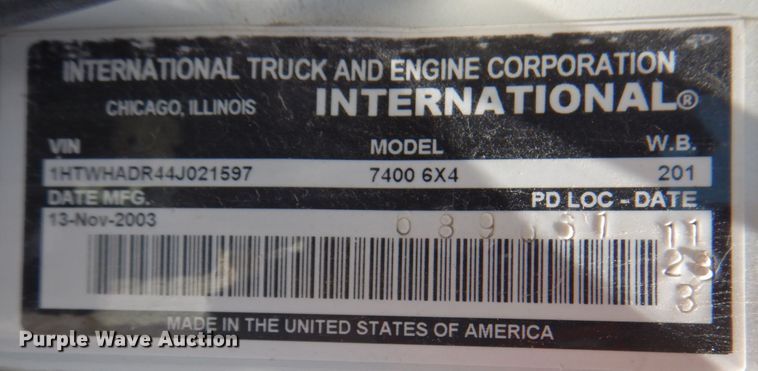 INTERNATIONAL TRUCK AND ENGINE CORPORATION
CHICAGO, ILLINOIS INTERNATIONAL®
VIN MODEL W.B.
1HTWHADR44J021597 7400 6X4 201
DATE MFG. PD LOC - DATE
13-Nov-2003
11
23
3
MADE IN THE UNITED STATES OF AMERICA
Purple Wave Auction